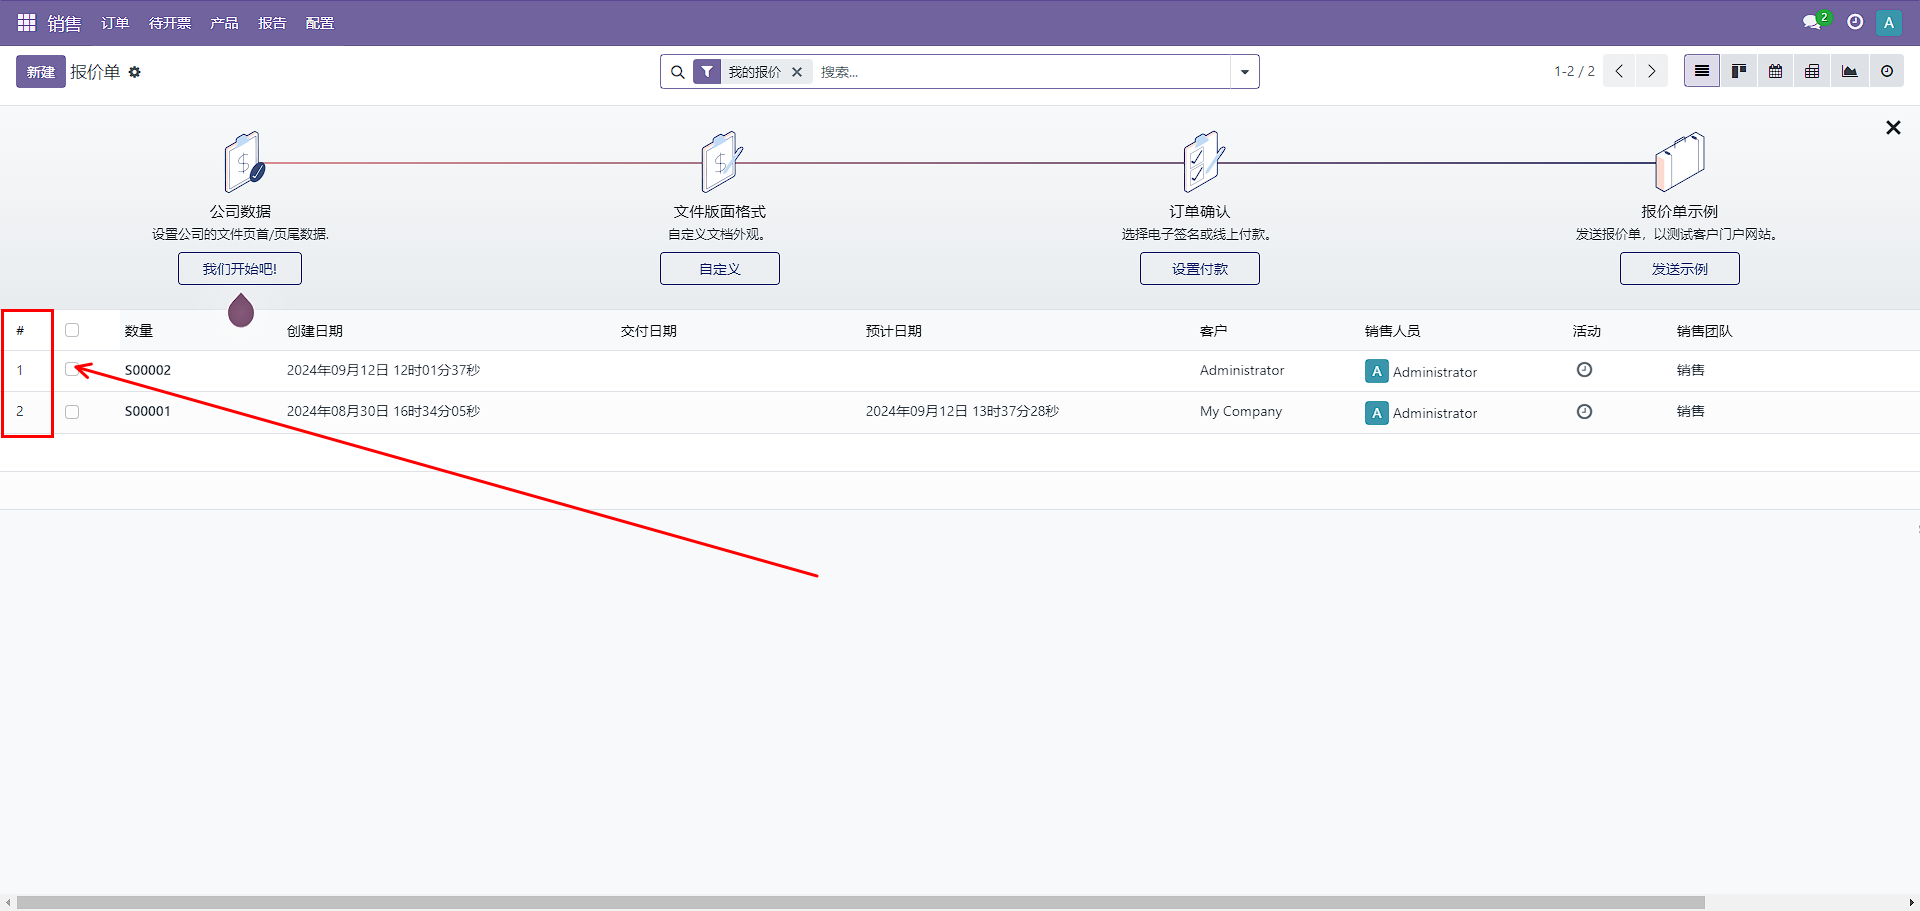 销售 订单 待开票 产品 报告 配置 2 A
新建 报价单 我的报价 搜索... 1-2 / 2
公司数据 文件版面格式 订单确认 报价单示例
设置公司的文件页首/页尾数据. 自定义文档外观。 选择电子签名或线上付款。 发送报价单，以测试客户门户网站。
我们开始吧! 自定义 设置付款 发送示例
# 数量 创建日期 交付日期 预计日期 客户 销售人员 活动 销售团队
1 S00002 2024年09月12日 12时01分37秒 Administrator A Administrator 销售
2 S00001 2024年08月30日 16时34分05秒 2024年09月12日 13时37分28秒 My Company A Administrator 销售